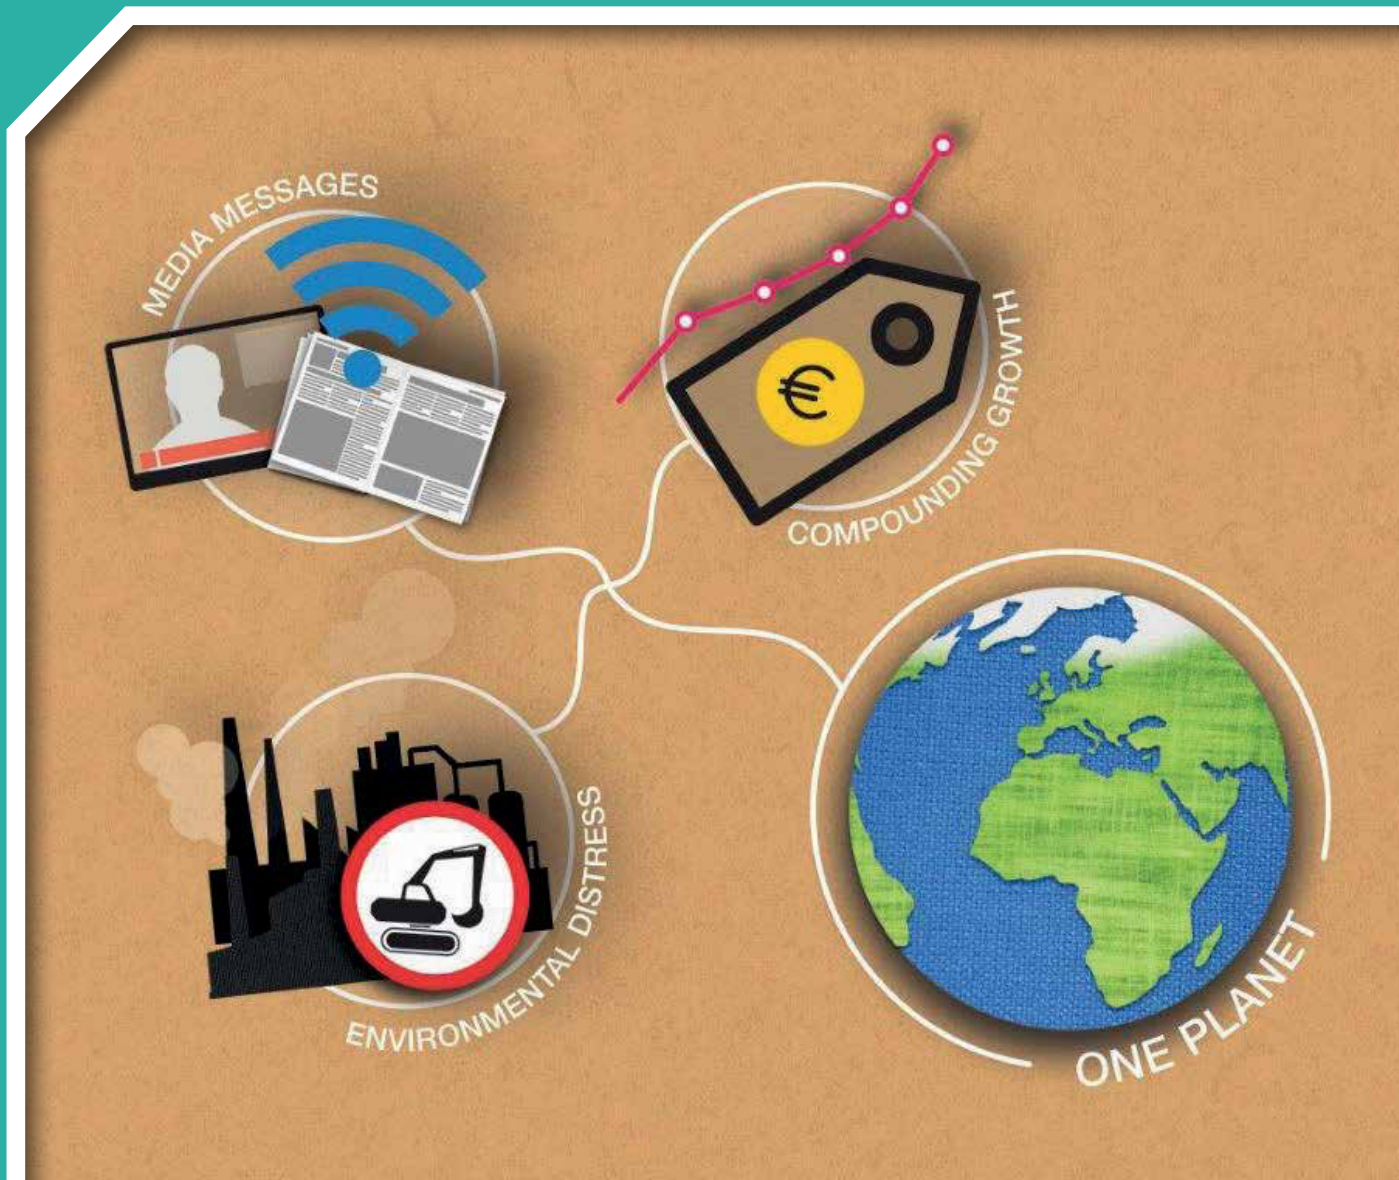 MEDIA MESSAGES
COMPOUNDING GROWTH
€
ENVIRONMENTAL DISTRESS
ONE PLANET